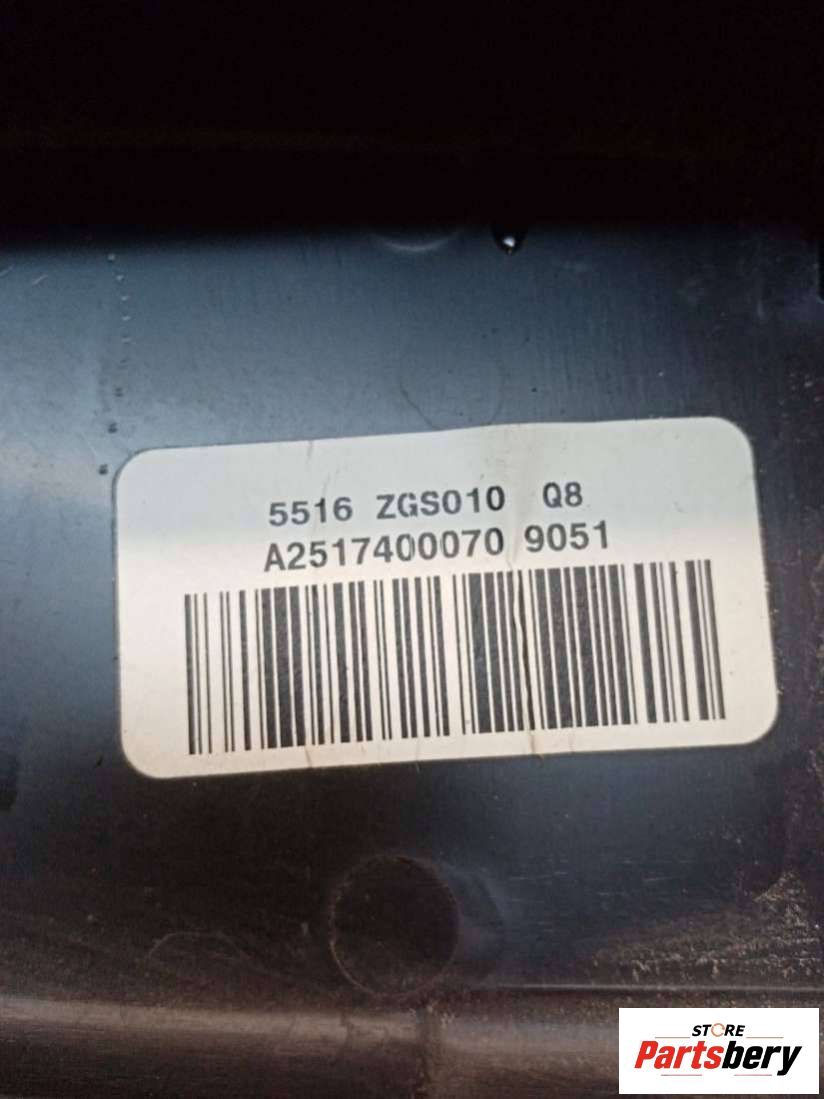 5516 ZGS010 Q8
A2517400070 9051
STORE
Partsbery